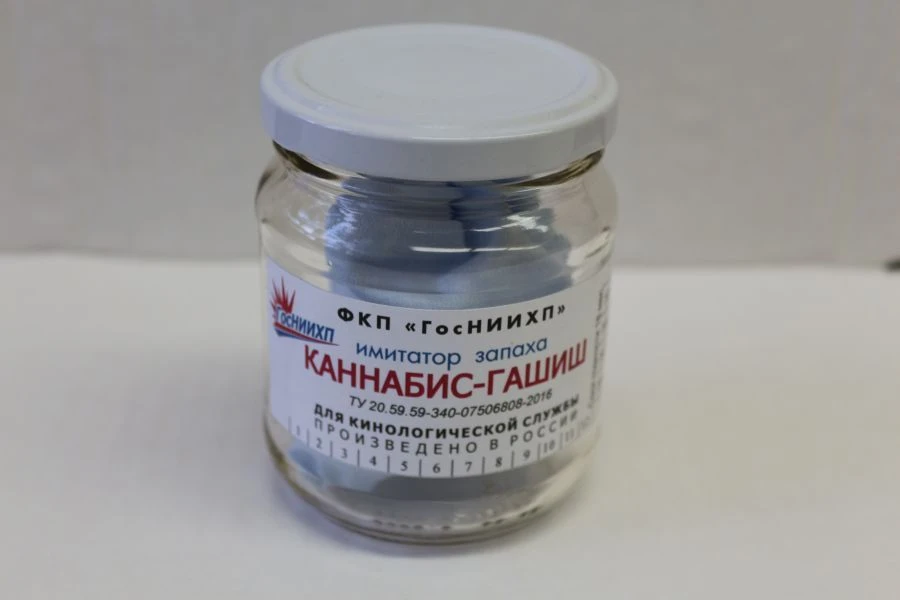 ГосНИИХП
ФКП «ГосНИИХП»
имитатор запаха
КАННАБИС-ГАШИШ
ТУ 20.59.59-340-07506808-2016
ДЛЯ КИНОЛОГИЧЕСКОЙ СЛУЖБЫ
ПРОИЗВЕДЕНО В РОССИИ
1 2 3 4 5 6 7 8 9 10 11 12